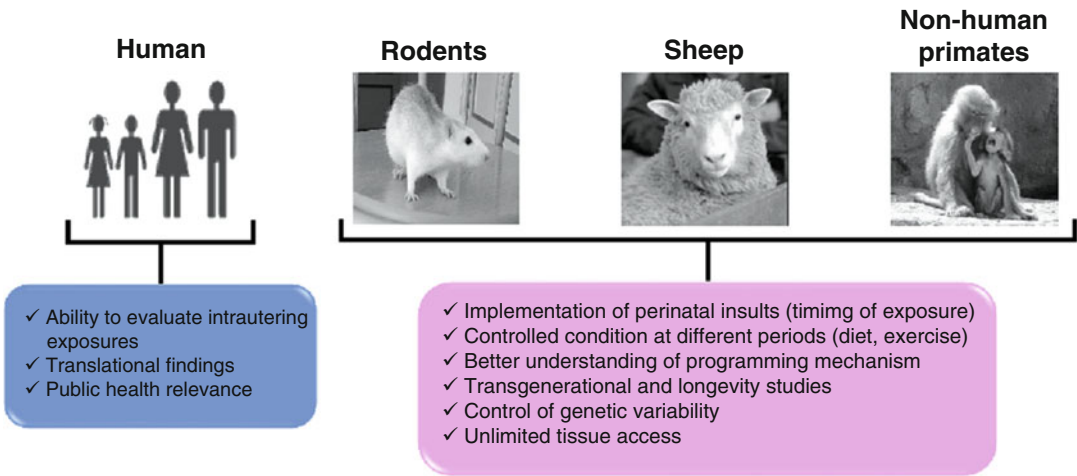 Human
Rodents
Sheep
Non-human
primates
✓ Ability to evaluate intrautering
exposures
✓ Translational findings
✓ Public health relevance
✓ Implementation of perinatal insults (timimg of exposure)
✓ Controlled condition at different periods (diet, exercise)
✓ Better understanding of programming mechanism
✓ Transgenerational and longevity studies
✓ Control of genetic variability
✓ Unlimited tissue access